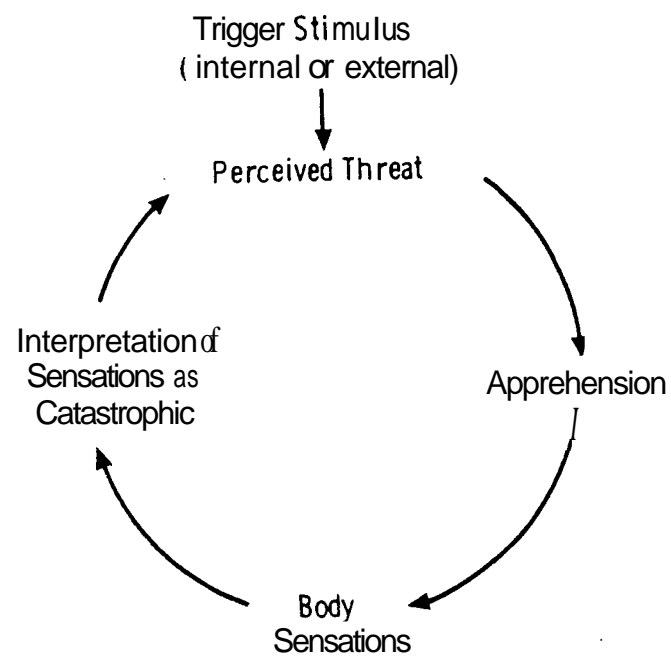 Trigger Stimulus
( internal or external)
Perceived Threat
Interpretation of
Sensations as
Catastrophic
Apprehension
Body
Sensations